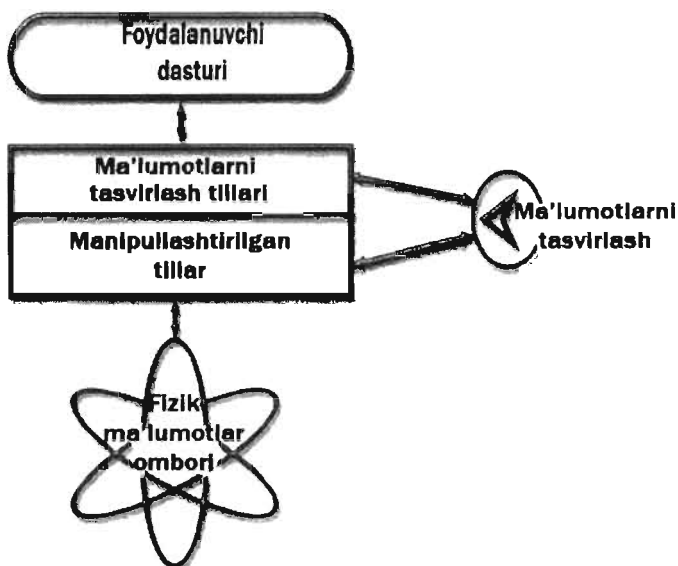 Foydalanuvchi
dasturi
Ma'lumotlarni
tasvirlash tillari
Manipullashtirilgan
tillar
Ma'lumotlarni
tasvirlash
Fizik
ma'lumotlar
ombori